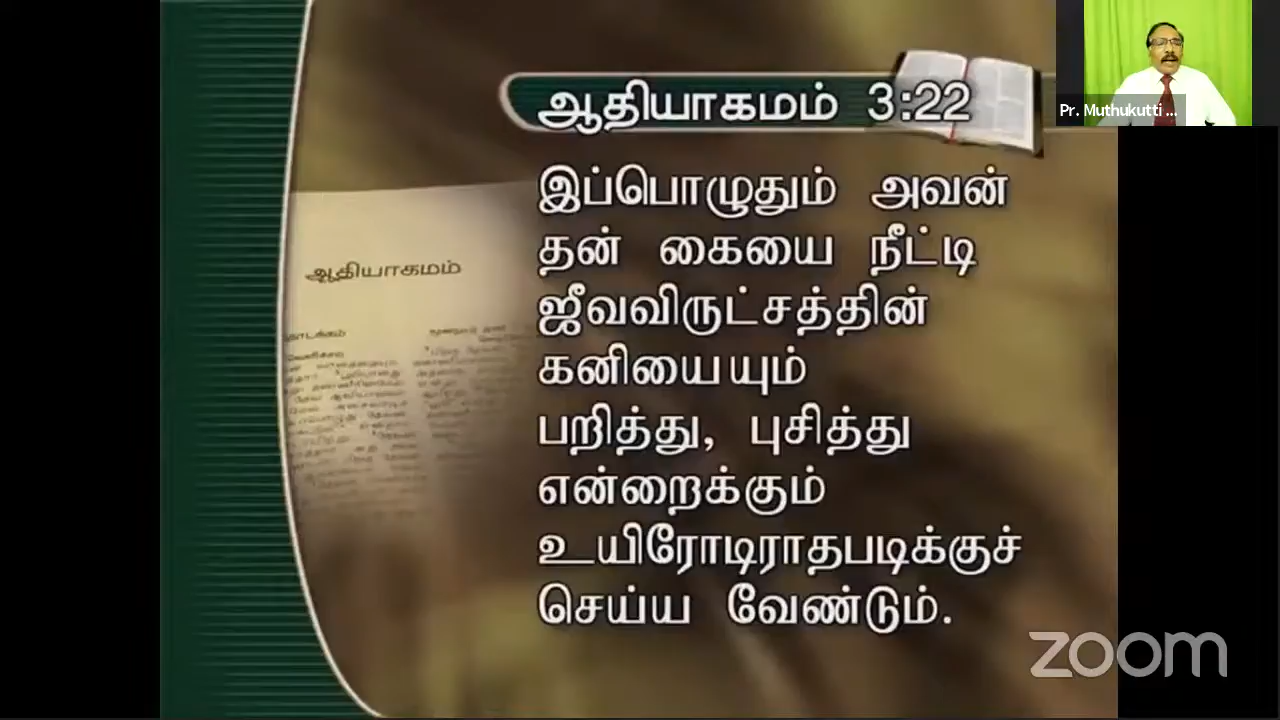 ஆதியாகமம் 3:22
இப்பொழுதும் அவன்
தன் கையை நீட்டி
ஜீவவிருட்சத்தின்
கனியையும்
பறித்து, புசித்து
என்றைக்கும்
உயிரோடிராதபடிக்குச்
செய்ய வேண்டும்.
ஆதியாகமம்
Pr. Muthukutti ...
zoom